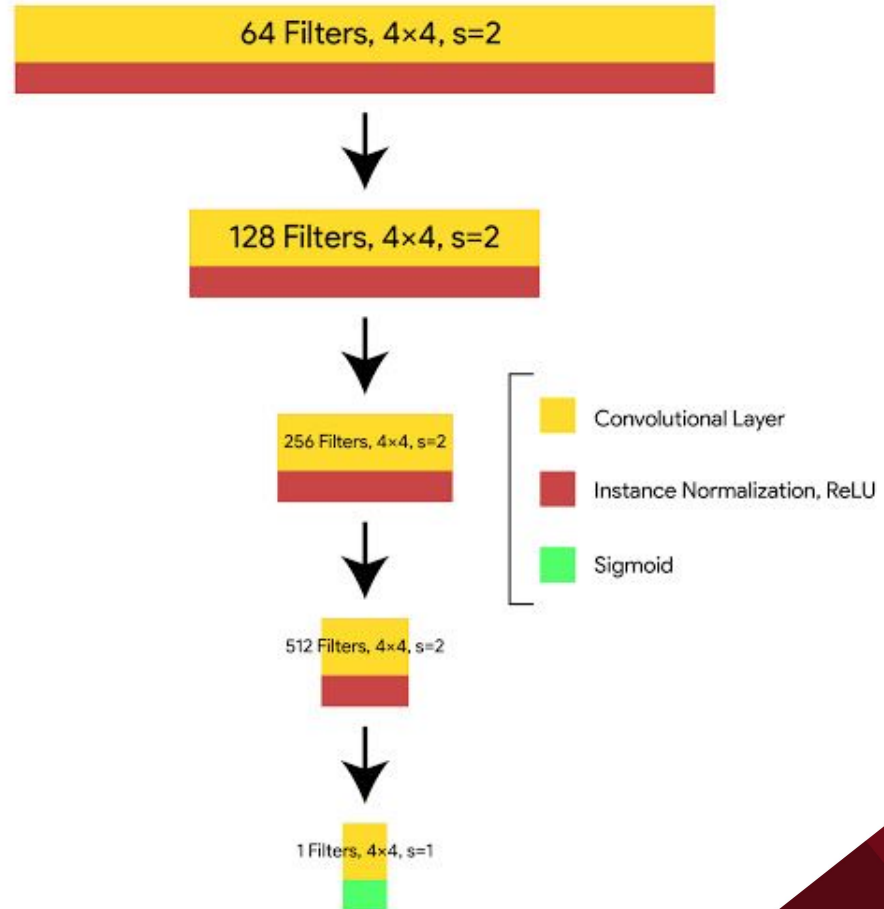 64 Filters, 4×4, s=2
128 Filters, 4×4, s=2
256 Filters, 4×4, s=2
Convolutional Layer
Instance Normalization, ReLU
Sigmoid
512 Filters, 4×4, s=2
1 Filters, 4×4, s=1